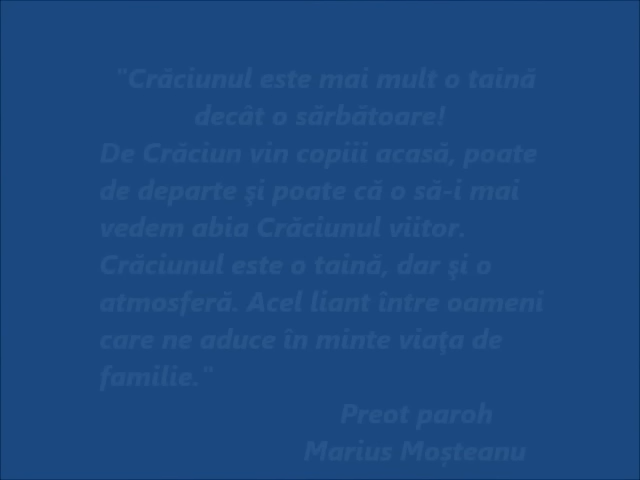 "Crăciunul este mai mult o taină
decât o sărbătoare!
De Crăciun vin copiii acasă, poate
de departe şi poate că o să-i mai
vedem abia Crăciunul viitor.
Crăciunul este o taină, dar şi o
atmosferă. Acel liant între oameni
care ne aduce în minte viaţa de
familie."
Preot paroh
Marius Moșteanu